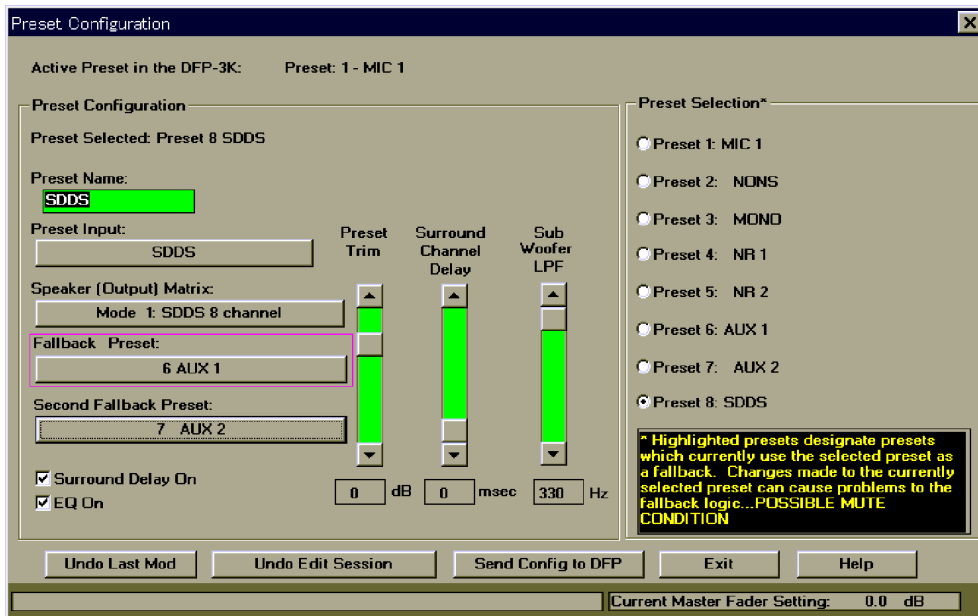 Preset Configuration
Active Preset in the DFP-3K: Preset: 1 - MIC 1
Preset Configuration
Preset Selected: Preset 8 SDDS
Preset Name:
SDDS
Preset Input:
SDDS
Speaker (Output) Matrix:
Mode 1: SDDS 8 channel
Fallback Preset:
6 AUX 1
Second Fallback Preset:
7 AUX 2
Surround Delay On
EQ On
Preset
Trim
Surround
Channel
Delay
Sub
Woofer
LPF
0 dB 0 msec 330 Hz
Preset Selection*
Preset 1: MIC 1
Preset 2: NONS
Preset 3: MONO
Preset 4: NR 1
Preset 5: NR 2
Preset 6: AUX 1
Preset 7: AUX 2
Preset 8: SDDS
* Highlighted presets designate presets
which currently use the selected preset as
a fallback. Changes made to the currently
selected preset can cause problems to the
fallback logic...POSSIBLE MUTE
CONDITION
Undo Last Mod Undo Edit Session Send Config to DFP Exit Help
Current Master Fader Setting: 0.0 dB